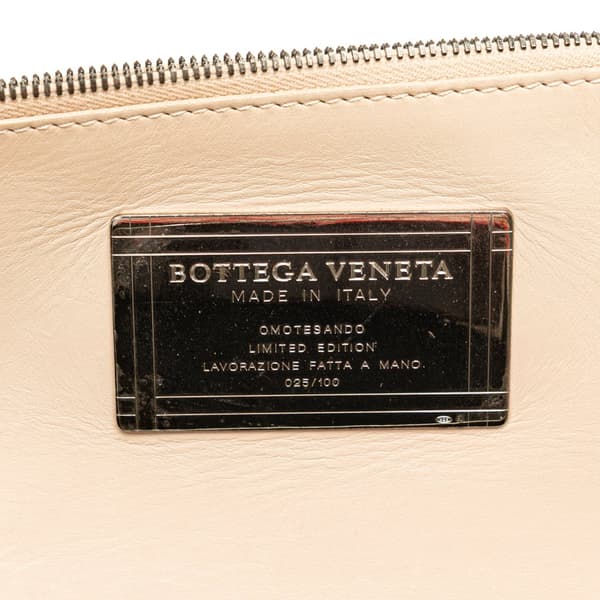 BOTTEGA VENETA
MADE IN ITALY
OMOTESANDO
LIMITED EDITION
LAVORAZIONE FATTA A MANO
025/100